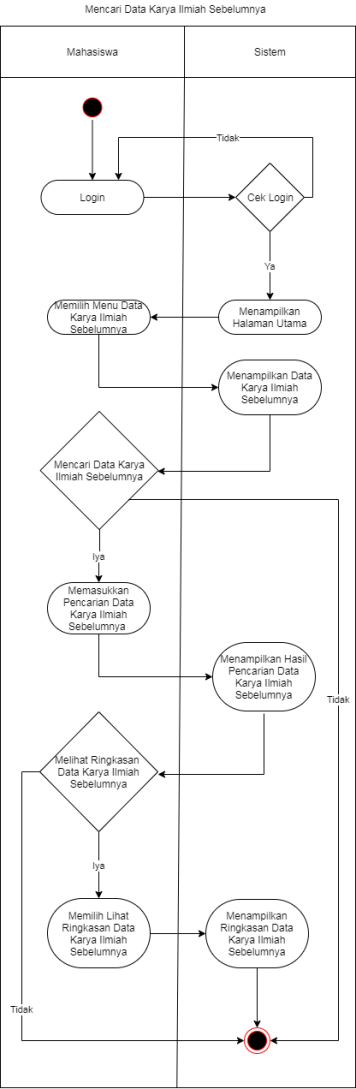 Mencari Data Karya Ilmiah Sebelumnya
Mahasiswa
Sistem
Tidak
Login
Cek Login
Ya
Memilih Menu Data
Karya Ilmiah
Sebelumnya
Menampilkan
Halaman Utama
Menampilkan Data
Karya Ilmiah
Sebelumnya
Mencari Data Karya
Ilmiah Sebelumnya
Iya
Memasukkan
Pencarian Data
Karya Ilmiah
Sebelumnya
Menampilkan Hasil
Pencarian Data
Karya Ilmiah
Sebelumnya
Tidak
Melihat Ringkasan
Data Karya Ilmiah
Sebelumnya
Iya
Memilih Lihat
Ringkasan Data
Karya Ilmiah
Sebelumnya
Menampilkan
Ringkasan Data
Karya Ilmiah
Sebelumnya
Tidak